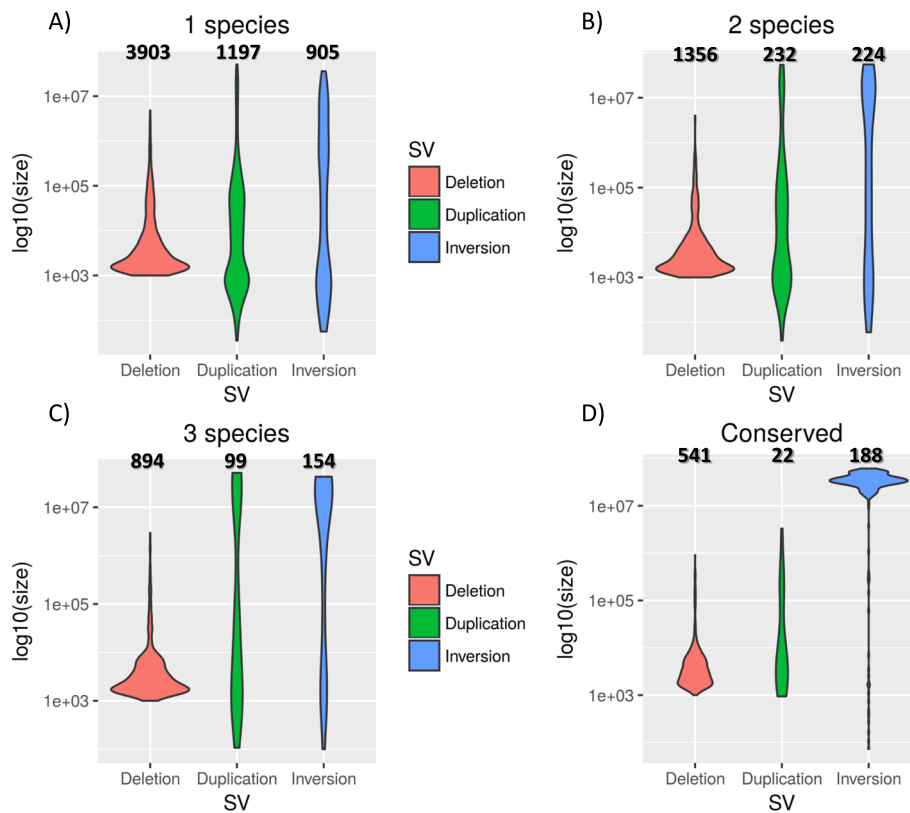 A)
1 species
3903 1197 905
1e+07
1e+05
1e+03
log10(size)
Deletion Duplication Inversion
SV
SV
Deletion
Duplication
Inversion
B)
2 species
1356 232 224
1e+07
1e+05
1e+03
log10(size)
Deletion Duplication Inversion
SV
C)
3 species
894 99 154
1e+07
1e+05
1e+03
log10(size)
Deletion Duplication Inversion
SV
SV
Deletion
Duplication
Inversion
D)
Conserved
541 22 188
1e+07
1e+05
1e+03
log10(size)
Deletion Duplication Inversion
SV